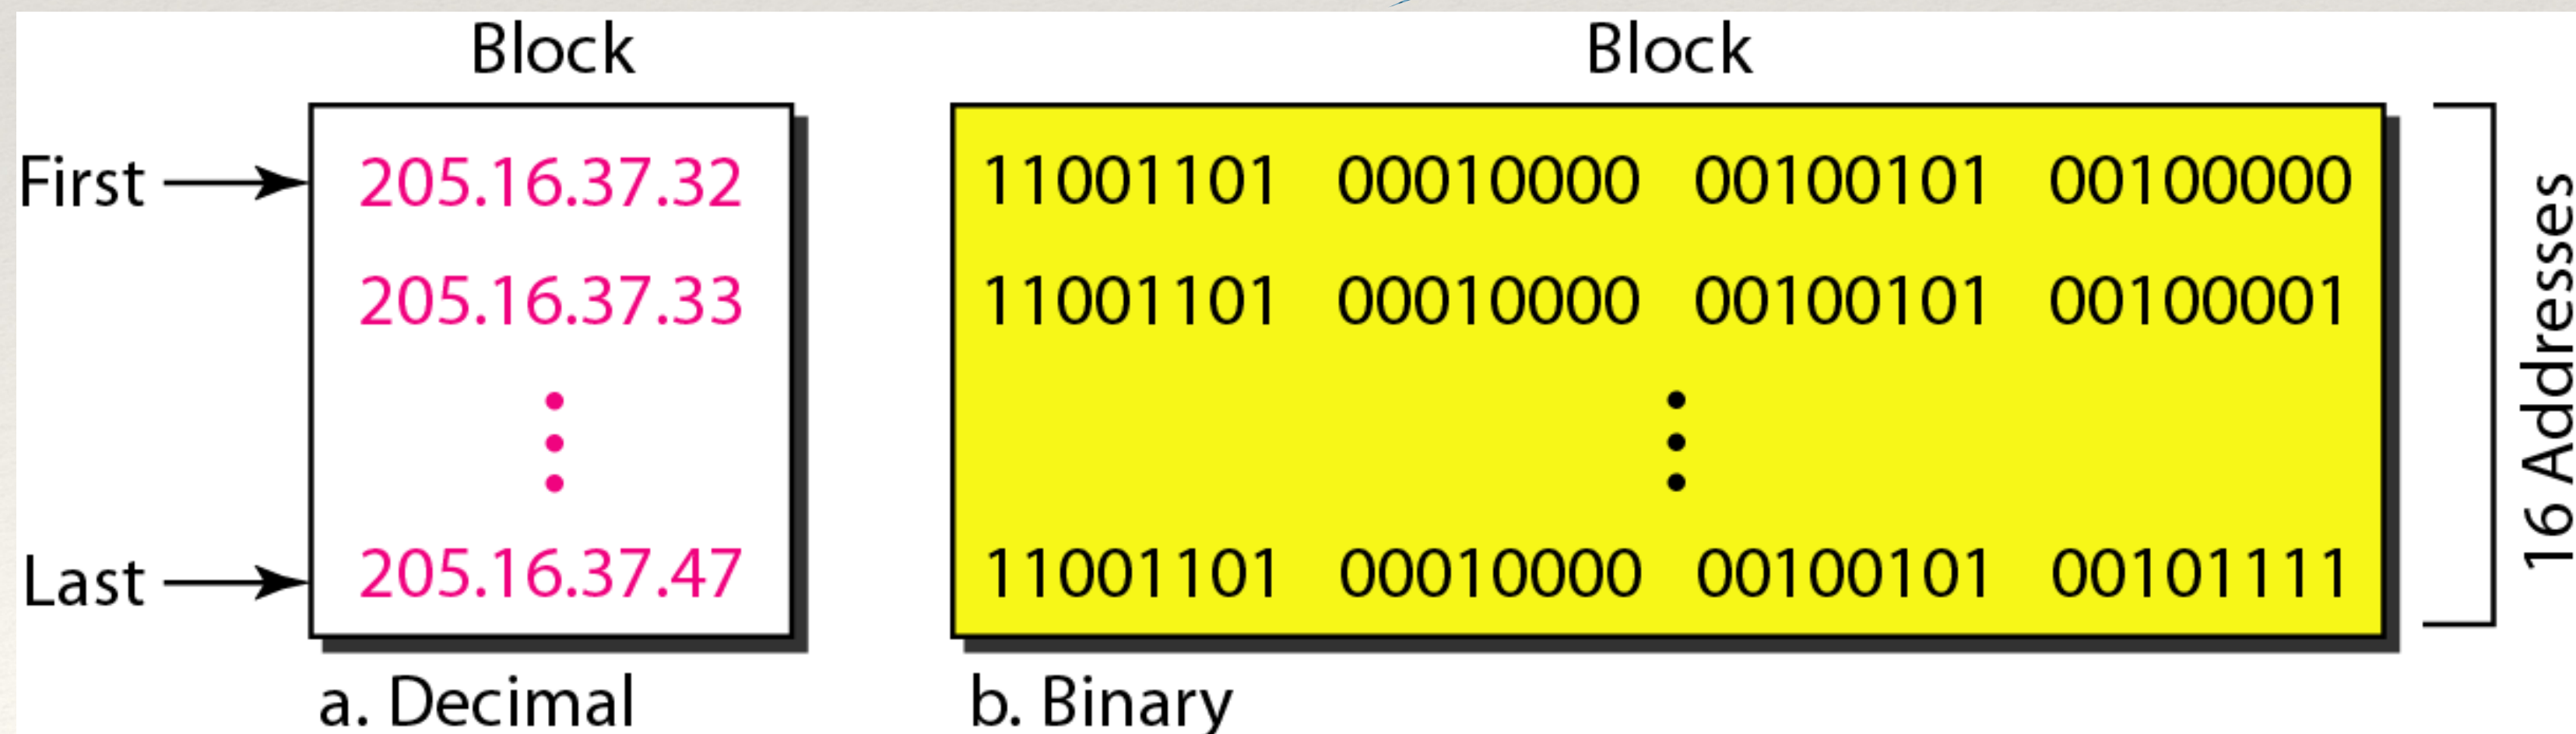 Block
First
205.16.37.32
205.16.37.33
Last
205.16.37.47
a. Decimal
Block
11001101 00010000 00100101 00100000
11001101 00010000 00100101 00100001
11001101 00010000 00100101 00101111
16 Addresses
b. Binary